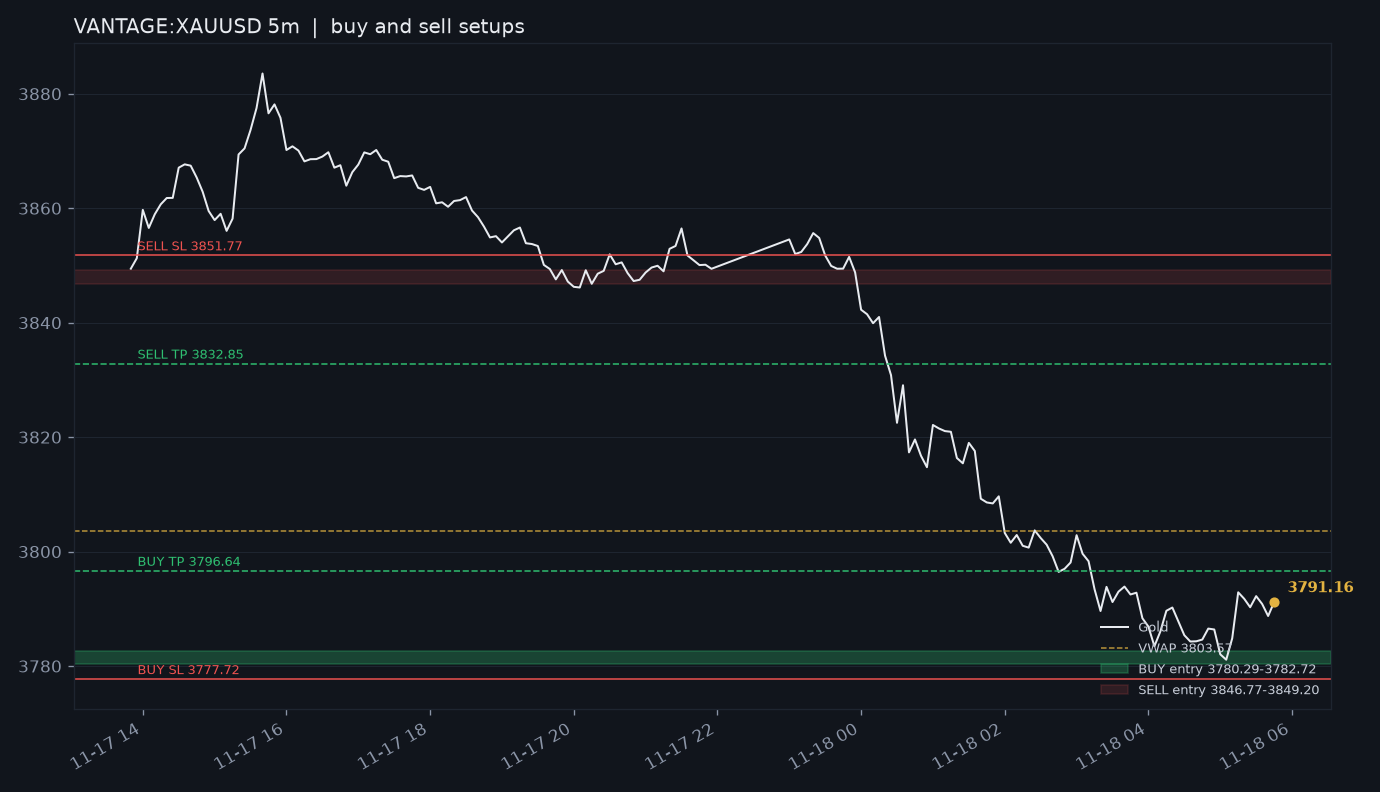 VANTAGE:XAUUSD 5m | buy and sell setups
3880
3860
SELL SL 3851.77
3840
SELL TP 3832.85
3820
3800
BUY TP 3796.64
3791.16
Gold
VWAP 3803.57
BUY entry 3780.29-3782.72
SELL entry 3846.77-3849.20
3780
BUY SL 3777.72
11-17 14
11-17 16
11-17 18
11-17 20
11-17 22
11-18 00
11-18 02
11-18 04
11-18 06